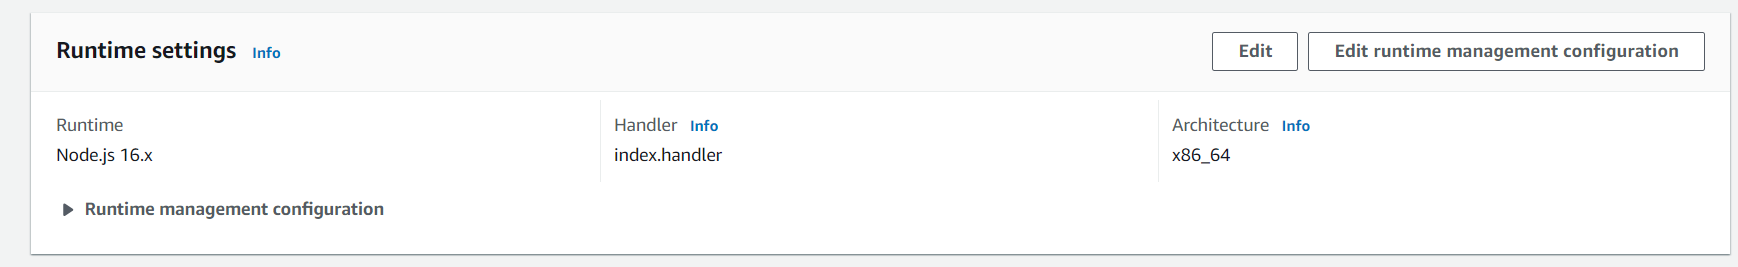 Runtime settings Info
Edit
Edit runtime management configuration
Runtime
Node.js 16.x
Handler Info
index.handler
Architecture Info
x86_64
Runtime management configuration